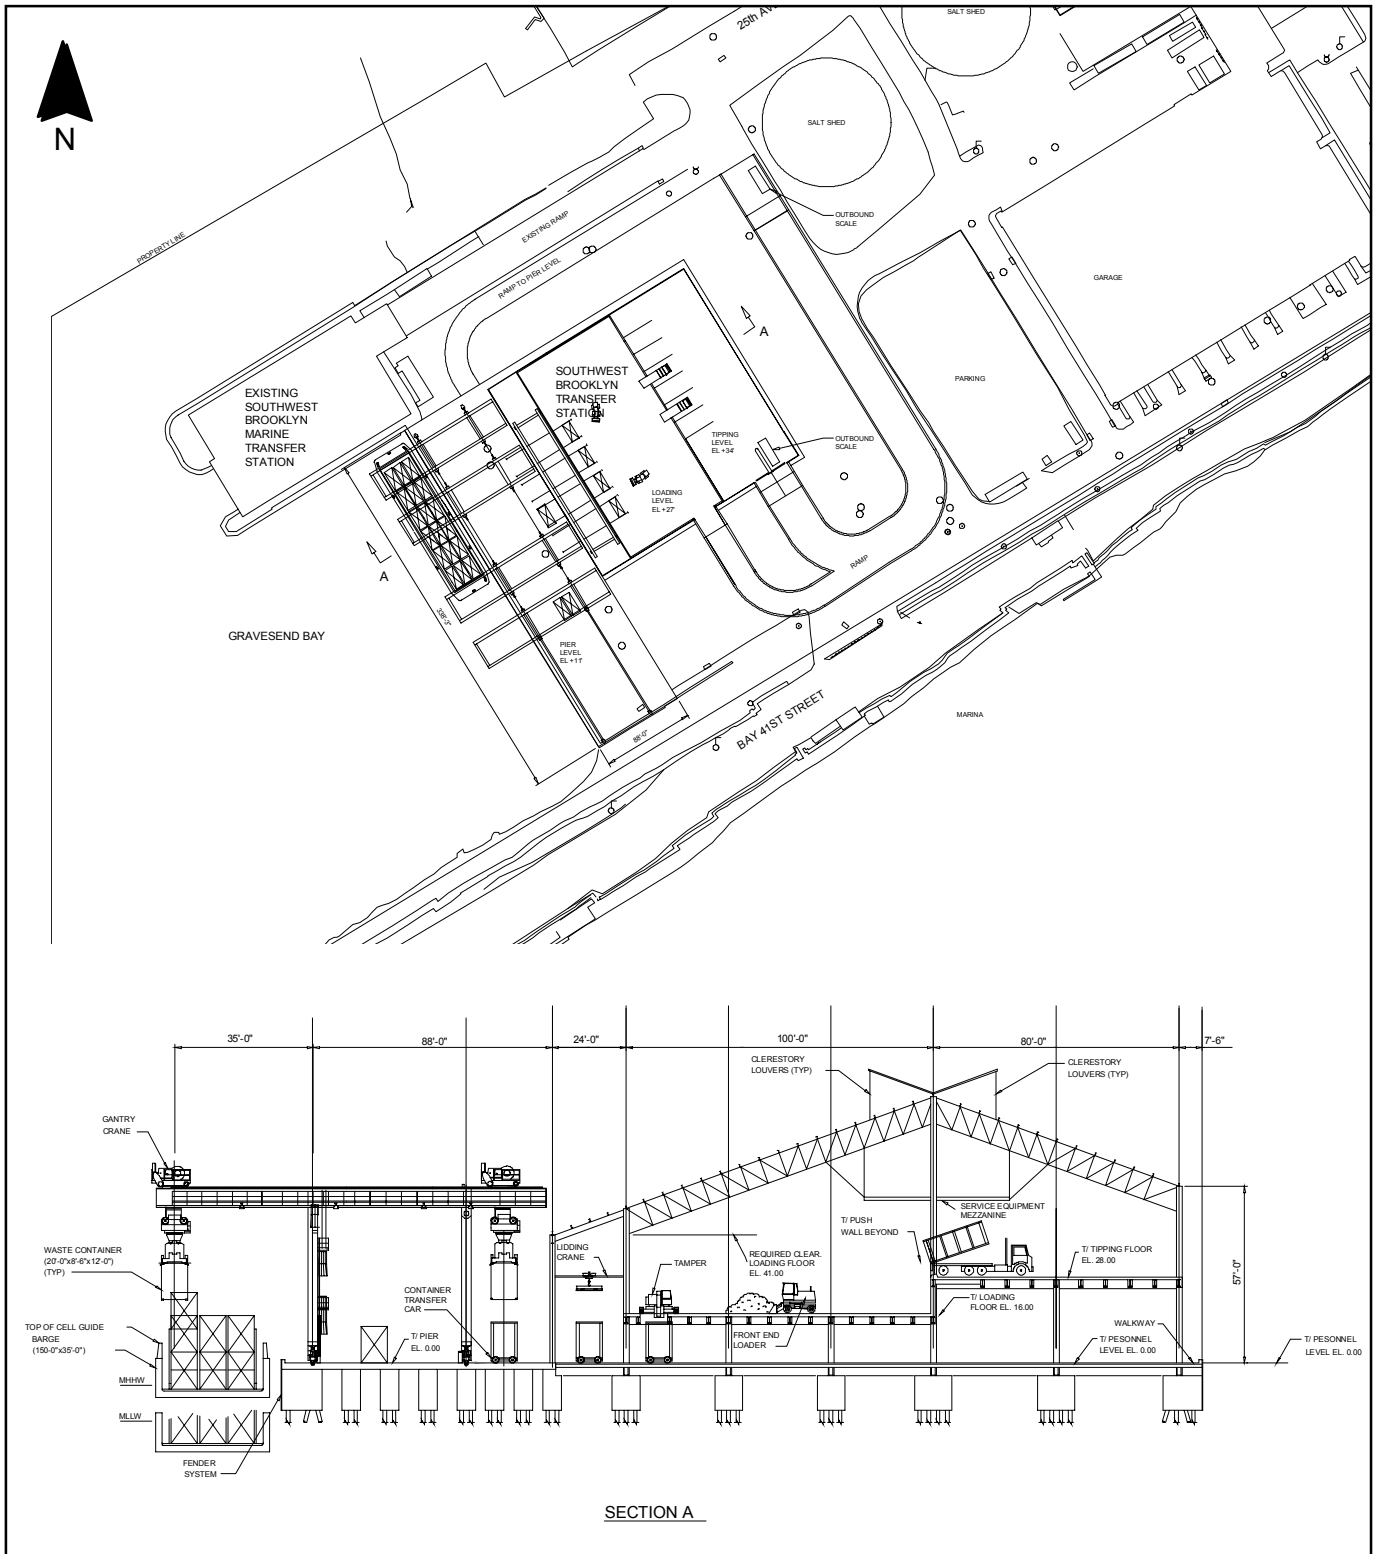 25th Av
SALT SHED
N
SALT SHED
PROPERTY LINE
EXISTING RAMP
OUTBOUND
SCALE
RAMP TO PIER LEVEL
GARAGE
A
EXISTING
SOUTHWEST
BROOKLYN
MARINE
TRANSFER
STATION
SOUTHWEST
BROOKLYN
TRANSFER
STATION
PARKING
TIPPING
LEVEL
EL +34'
OUTBOUND
SCALE
LOADING
LEVEL
EL +27'
A
RAMP
338'-3"
GRAVESEND BAY
PIER
LEVEL
EL +11'
88'-0"
BAY 41ST STREET
MARINA
35'-0"
88'-0"
24'-0"
100'-0"
80'-0"
7'-6"
CLERESTORY
LOUVERS (TYP)
CLERESTORY
LOUVERS (TYP)
GANTRY
CRANE
SERVICE EQUIPMENT
MEZZANINE
T/ PUSH
WALL BEYOND
WASTE CONTAINER
(20'-0"x8'-6"x12'-0")
(TYP)
LIDDING
CRANE
REQUIRED CLEAR.
LOADING FLOOR
EL. 41.00
T/ TIPPING FLOOR
EL. 28.00
TAMPER
57'-0"
CONTAINER
TRANSFER
CAR
T/ LOADING
FLOOR EL. 16.00
TOP OF CELL GUIDE
BARGE
(150-0"x35'-0")
T/ PIER
EL. 0.00
FRONT END
LOADER
WALKWAY
T/ PESONNEL
LEVEL EL. 0.00
T/ PESONNEL
LEVEL EL. 0.00
MHHW
MLLW
FENDER
SYSTEM
SECTION A